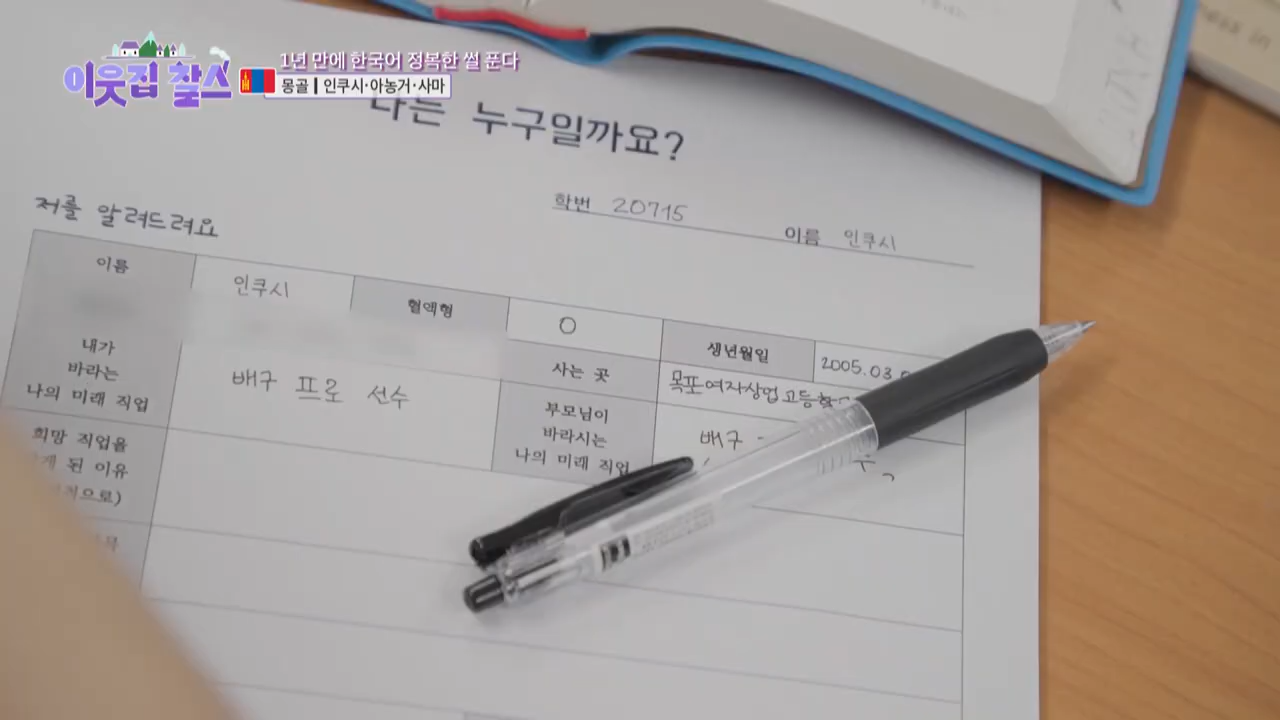 이웃집 찰스
1년 만에 한국어 정복한 썰 푼다
몽골 | 인쿠시·아농거·사마
나는 누구일까요?
학번 20715
이름 인쿠시
저를 알려드려요
이름 인쿠시 혈액형 O 생년월일 2005.03
내가 바라는 나의 미래 직업
배구 프로 선수
사는 곳 목포여자상업고등학교
부모님이 바라시는 나의 미래 직업
배구
희망 직업을
게 된 이유
으로)